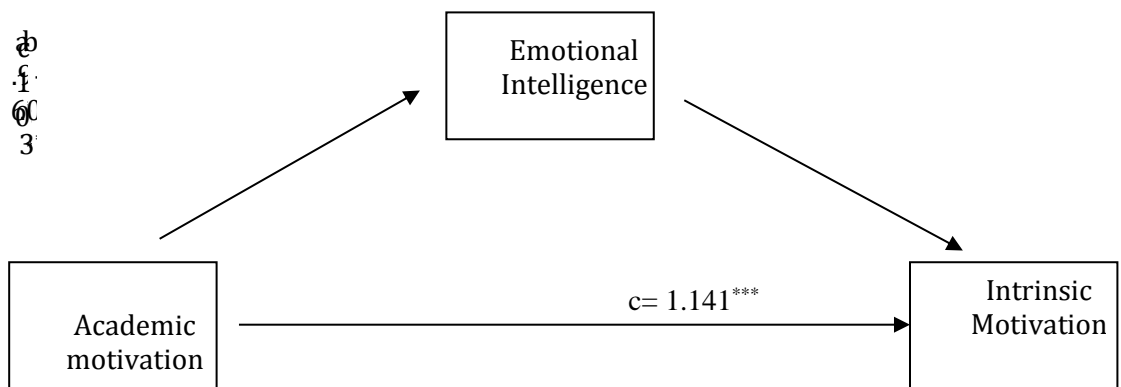 Emotional
Intelligence
c= 1.141***
Academic
motivation
Intrinsic
Motivation